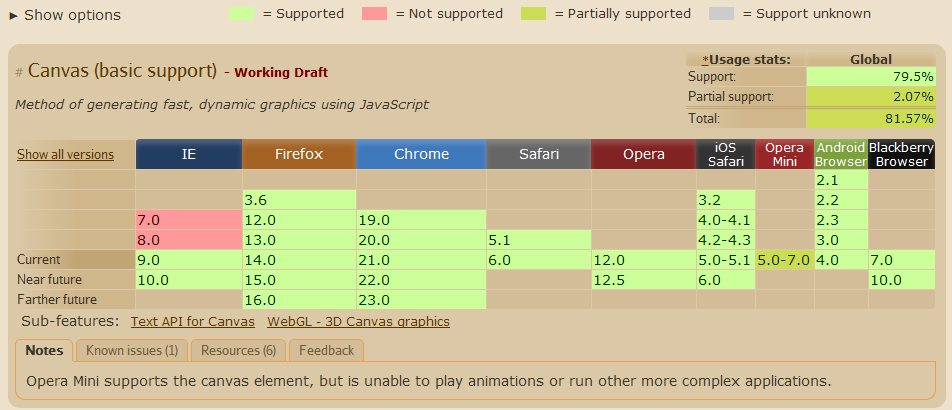 ► Show options = Supported = Not supported = Partially supported = Support unknown
# Canvas (basic support) - Working Draft
Method of generating fast, dynamic graphics using JavaScript
*Usage stats: Global
Support: 79.5%
Partial support: 2.07%
Total: 81.57%
Show all versions IE Firefox Chrome Safari Opera iOS Safari Opera Mini Android Browser Blackberry Browser
2.1
3.6 3.2 2.2
7.0 12.0 19.0 4.0-4.1 2.3
8.0 13.0 20.0 5.1 4.2-4.3 3.0
Current 9.0 14.0 21.0 6.0 12.0 5.0-5.1 5.0-7.0 4.0 7.0
Near future 10.0 15.0 22.0 12.5 6.0 10.0
Farther future 16.0 23.0
Sub-features: Text API for Canvas WebGL - 3D Canvas graphics
Notes Known issues (1) Resources (6) Feedback
Opera Mini supports the canvas element, but is unable to play animations or run other more complex applications.